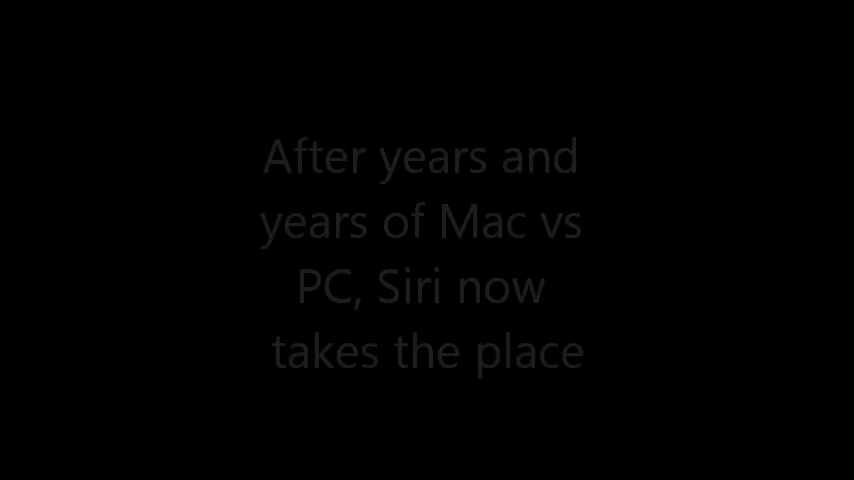 After years and
years of Mac vs
PC, Siri now
takes the place